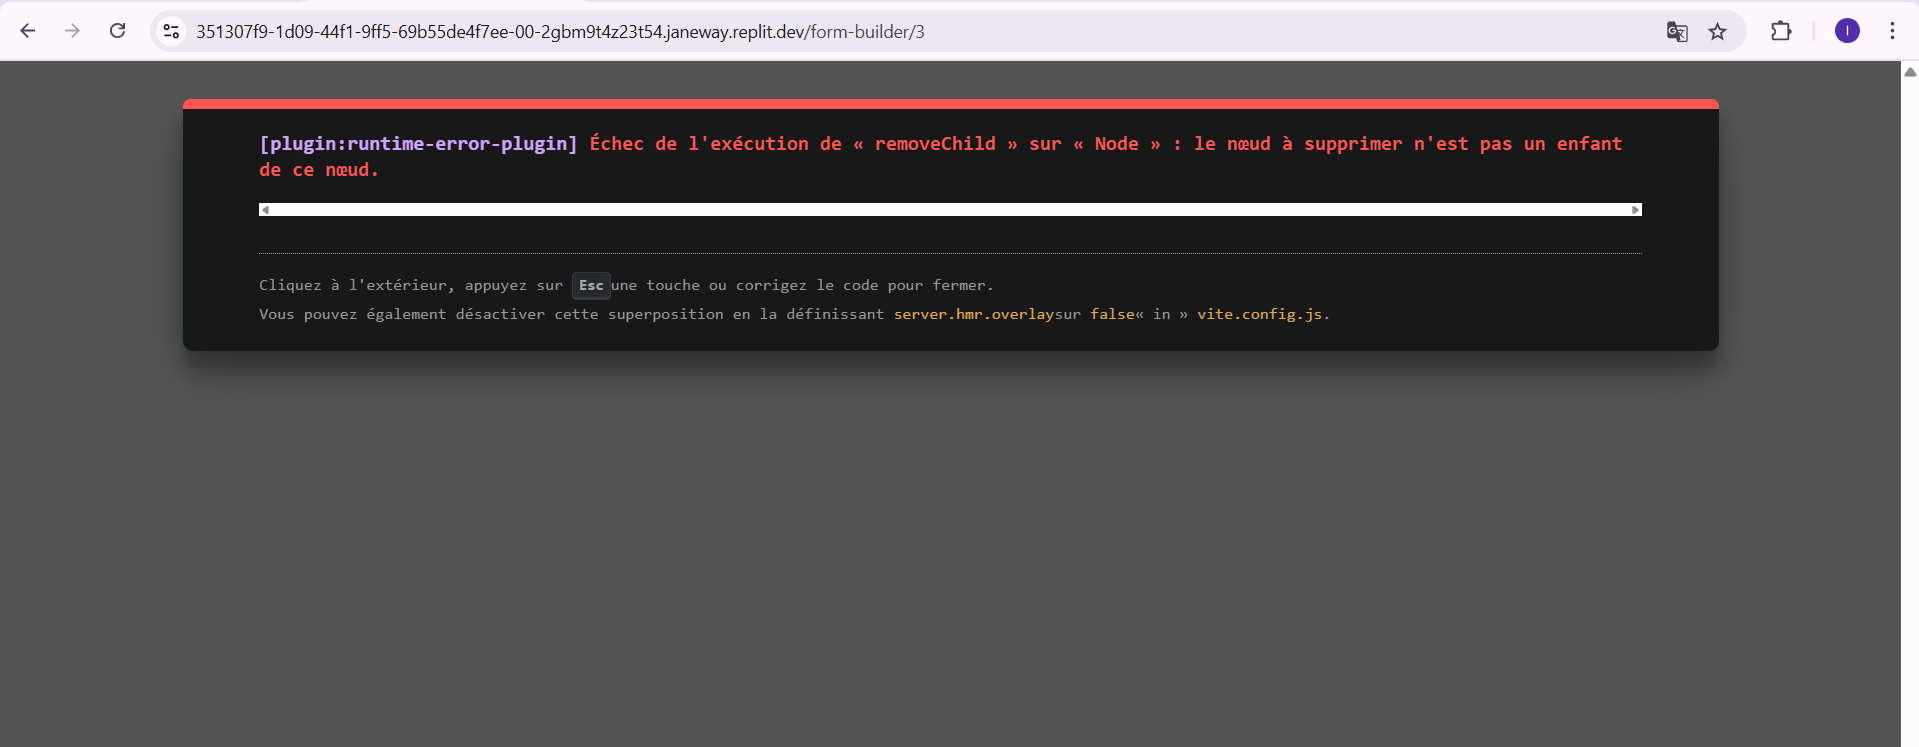 351307f9-1d09-44f1-9ff5-69b55de4f7ee-00-2gbm9t4z23t54.janeway.replit.dev/form-builder/3
I
[plugin:runtime-error-plugin] Échec de l'exécution de « removeChild » sur « Node » : le nœud à supprimer n'est pas un enfant
de ce nœud.
Cliquez à l'extérieur, appuyez sur Esc une touche ou corrigez le code pour fermer.
Vous pouvez également désactiver cette superposition en la définissant server.hmr.overlaysur false« in » vite.config.js.